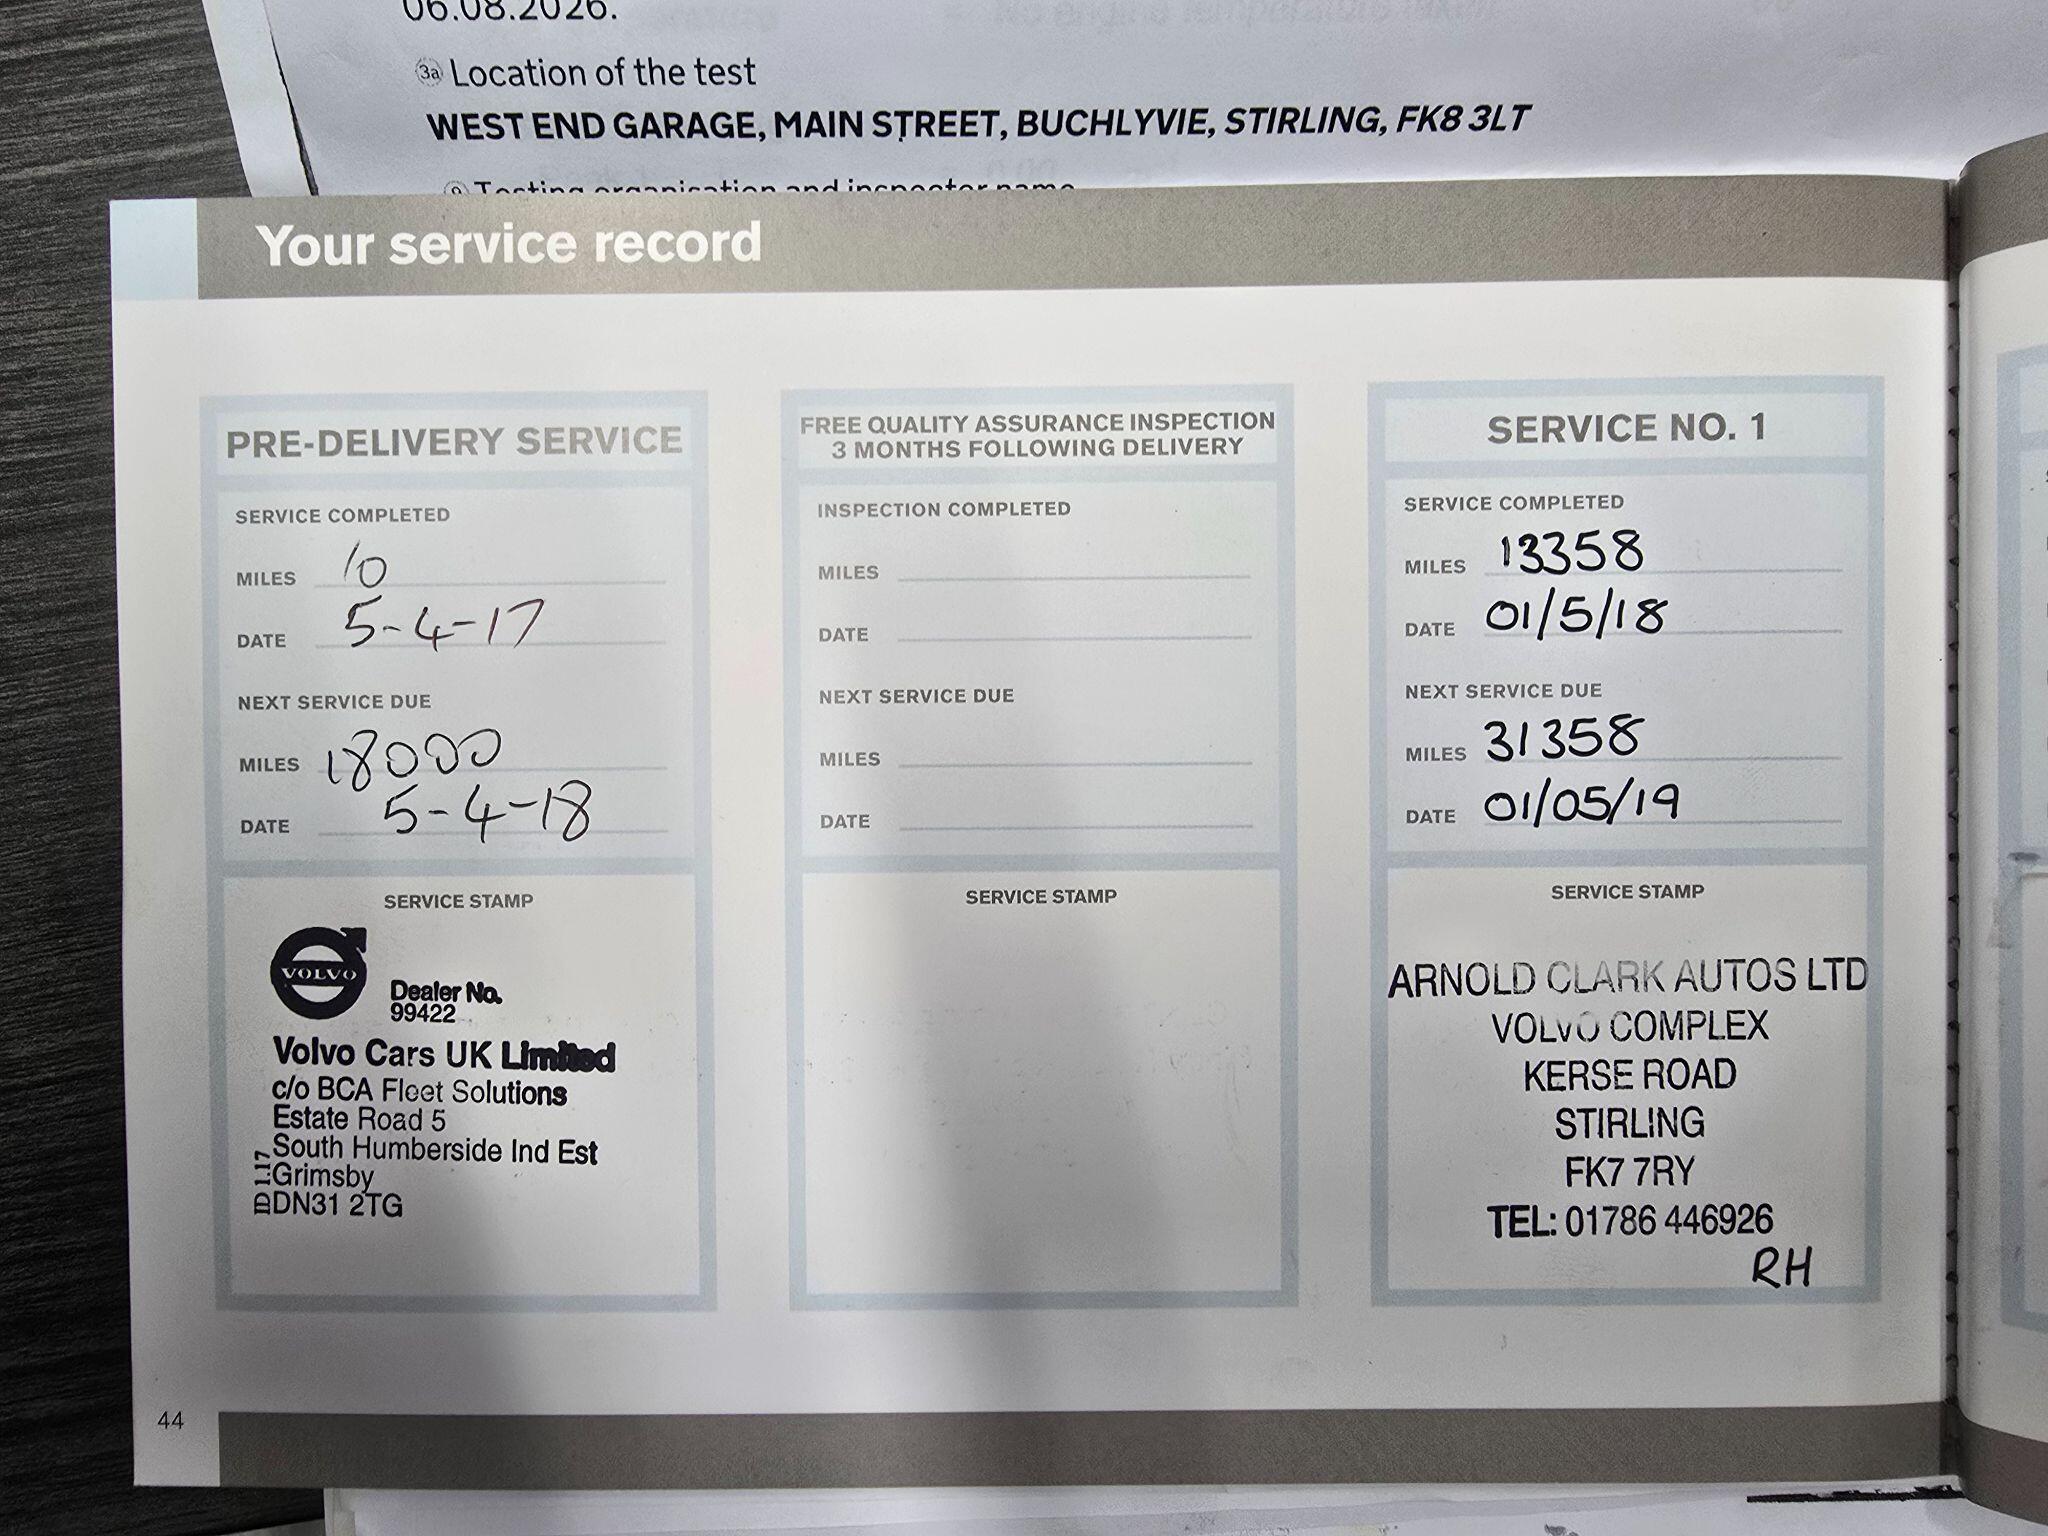 06.08.2026.
3a Location of the test
WEST END GARAGE, MAIN STREET, BUCHLYVIE, STIRLING, FK8 3LT
9 Testing organisation and inspector name
Your service record
PRE-DELIVERY SERVICE
SERVICE COMPLETED
MILES 10
DATE 5-4-17
NEXT SERVICE DUE
MILES 18000
DATE 5-4-18
SERVICE STAMP
VOLVO
Dealer No.
99422
Volvo Cars UK Limited
c/o BCA Fleet Solutions
Estate Road 5
South Humberside Ind Est
Grimsby
DN31 2TG
FREE QUALITY ASSURANCE INSPECTION
3 MONTHS FOLLOWING DELIVERY
INSPECTION COMPLETED
MILES
DATE
NEXT SERVICE DUE
MILES
DATE
SERVICE STAMP
SERVICE NO. 1
SERVICE COMPLETED
MILES 13358
DATE 01/5/18
NEXT SERVICE DUE
MILES 31358
DATE 01/05/19
SERVICE STAMP
ARNOLD CLARK AUTOS LTD
VOLVO COMPLEX
KERSE ROAD
STIRLING
FK7 7RY
TEL: 01786 446926
RH
44